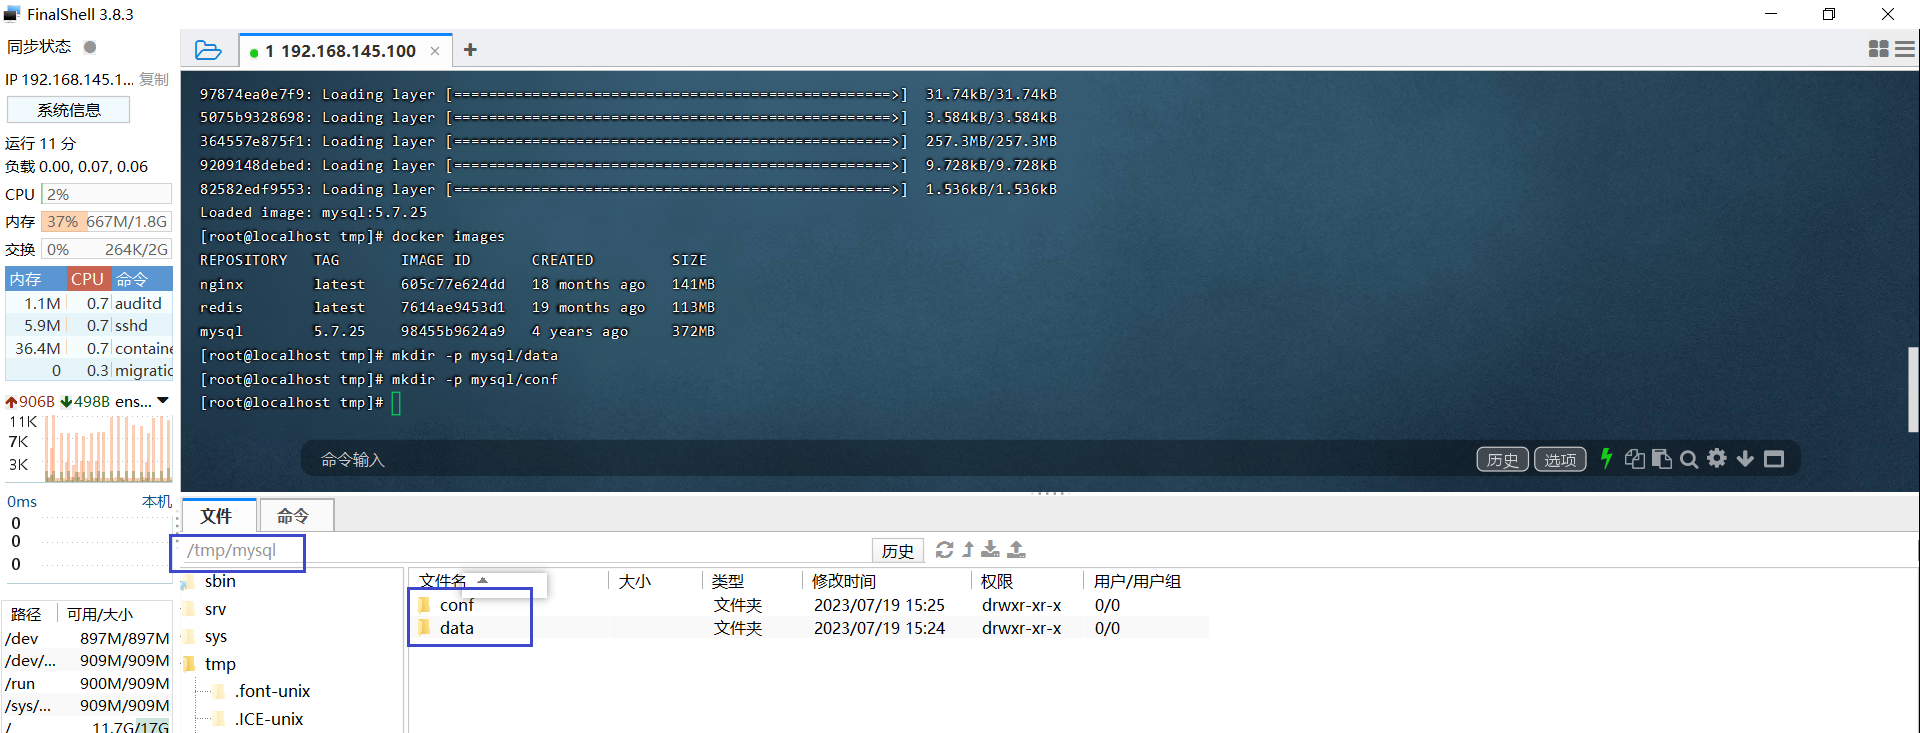 FinalShell 3.8.3
同步状态
IP 192.168.145.1... 复制
系统信息
运行 11 分
负载 0.00, 0.07, 0.06
CPU 2%
内存 37% 667M/1.8G
交换 0% 264K/2G
内存 CPU 命令
1.1M 0.7 auditd
5.9M 0.7 sshd
36.4M 0.7 containe
0 0.3 migratic
906B 498B ens...
11K
7K
3K
0ms 本机
0
0
0
路径 可用/大小
/dev 897M/897M
/dev/... 909M/909M
/run 900M/909M
/sys/... 909M/909M
/ 11.7G/17G
1 192.168.145.100 × +
97874ea0e7f9: Loading layer [==================================================>] 31.74kB/31.74kB
5075b9328698: Loading layer [==================================================>] 3.584kB/3.584kB
364557e875f1: Loading layer [==================================================>] 257.3MB/257.3MB
9209148debed: Loading layer [==================================================>] 9.728kB/9.728kB
82582edf9553: Loading layer [==================================================>] 1.536kB/1.536kB
Loaded image: mysql:5.7.25
[root@localhost tmp]# docker images
REPOSITORY TAG IMAGE ID CREATED SIZE
nginx latest 605c77e624dd 18 months ago 141MB
redis latest 7614ae9453d1 19 months ago 113MB
mysql 5.7.25 98455b9624a9 4 years ago 372MB
[root@localhost tmp]# mkdir -p mysql/data
[root@localhost tmp]# mkdir -p mysql/conf
[root@localhost tmp]#
命令输入 历史 选项
文件 命令
/tmp/mysql 历史
sbin
srv
sys
tmp
.font-unix
.ICE-unix
文件名 大小 类型 修改时间 权限 用户/用户组
conf 文件夹 2023/07/19 15:25 drwxr-xr-x 0/0
data 文件夹 2023/07/19 15:24 drwxr-xr-x 0/0